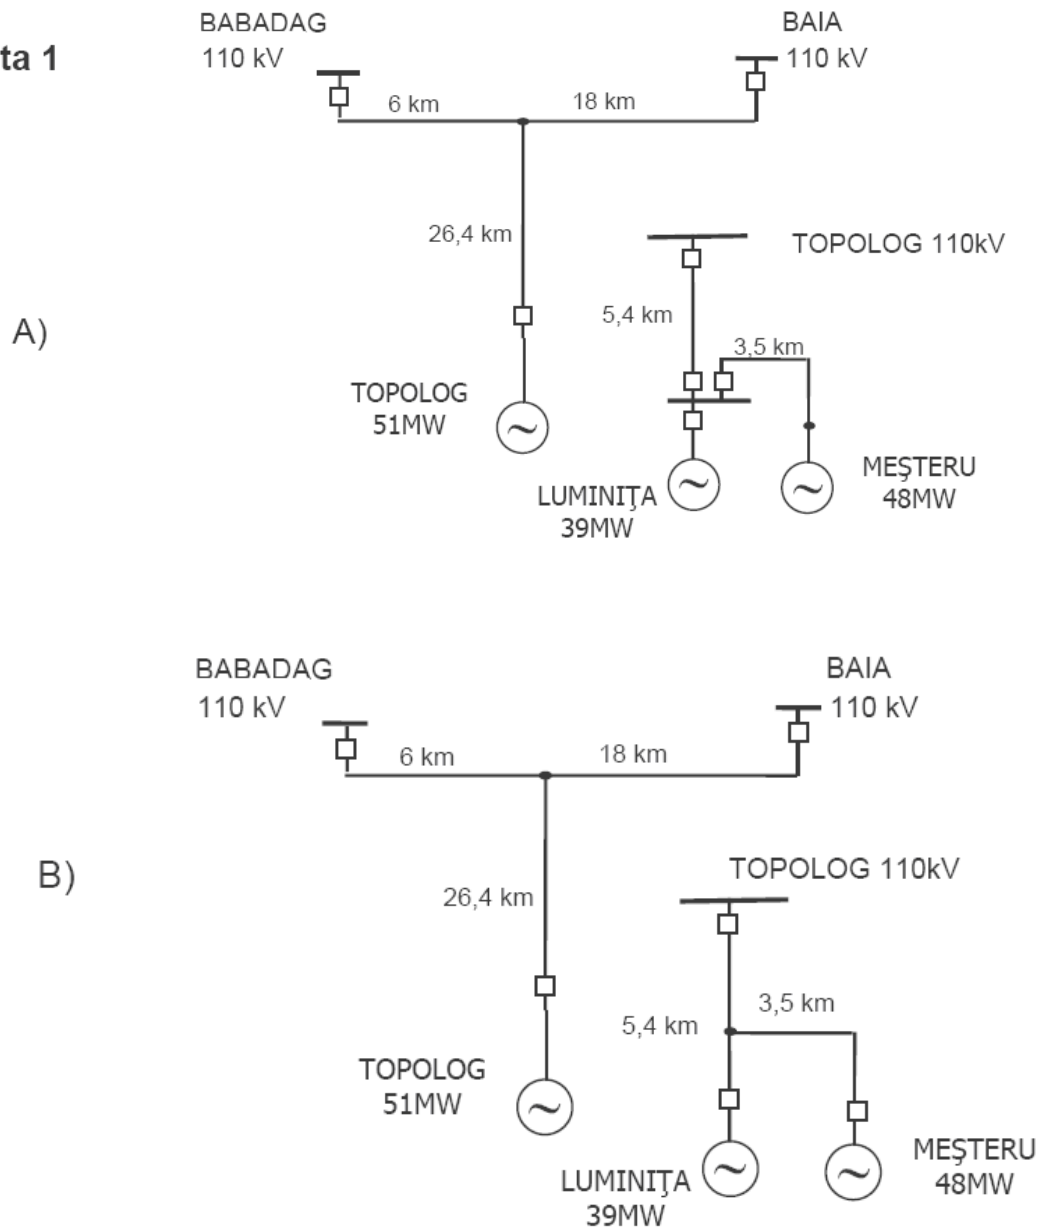 ta 1
BABADAG
110 kV
BAIA
110 kV
6 km
18 km
26,4 km
TOPOLOG 110kV
5,4 km
3,5 km
A)
TOPOLOG
51MW
LUMINIŢA
39MW
MEŞTERU
48MW
BABADAG
110 kV
BAIA
110 kV
6 km
18 km
B)
26,4 km
TOPOLOG 110kV
5,4 km
3,5 km
TOPOLOG
51MW
LUMINIŢA
39MW
MEŞTERU
48MW